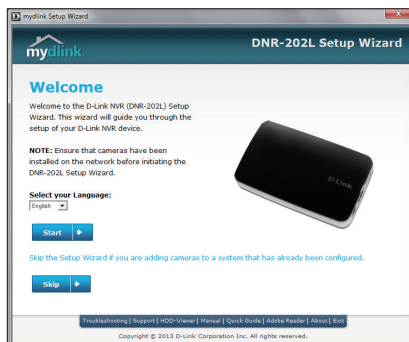 mydlink Setup Wizard
mydlink
DNR-202L Setup Wizard
Welcome
Welcome to the D-Link NVR (DNR-202L) Setup
Wizard. This wizard will guide you through the
setup of your D-Link NVR device.
NOTE: Ensure that cameras have been
installed on the network before initiating the
DNR-202L Setup Wizard.
Select your Language:
English
D-Link
Start
Skip the Setup Wizard if you are adding cameras to a system that has already been configured.
Skip
Troubleshooting | Support | HDD-Viewer | Manual | Quick Guide | Adobe Reader | About | Exit
Copyright © 2013 D-Link Corporation Inc. All rights reserved.